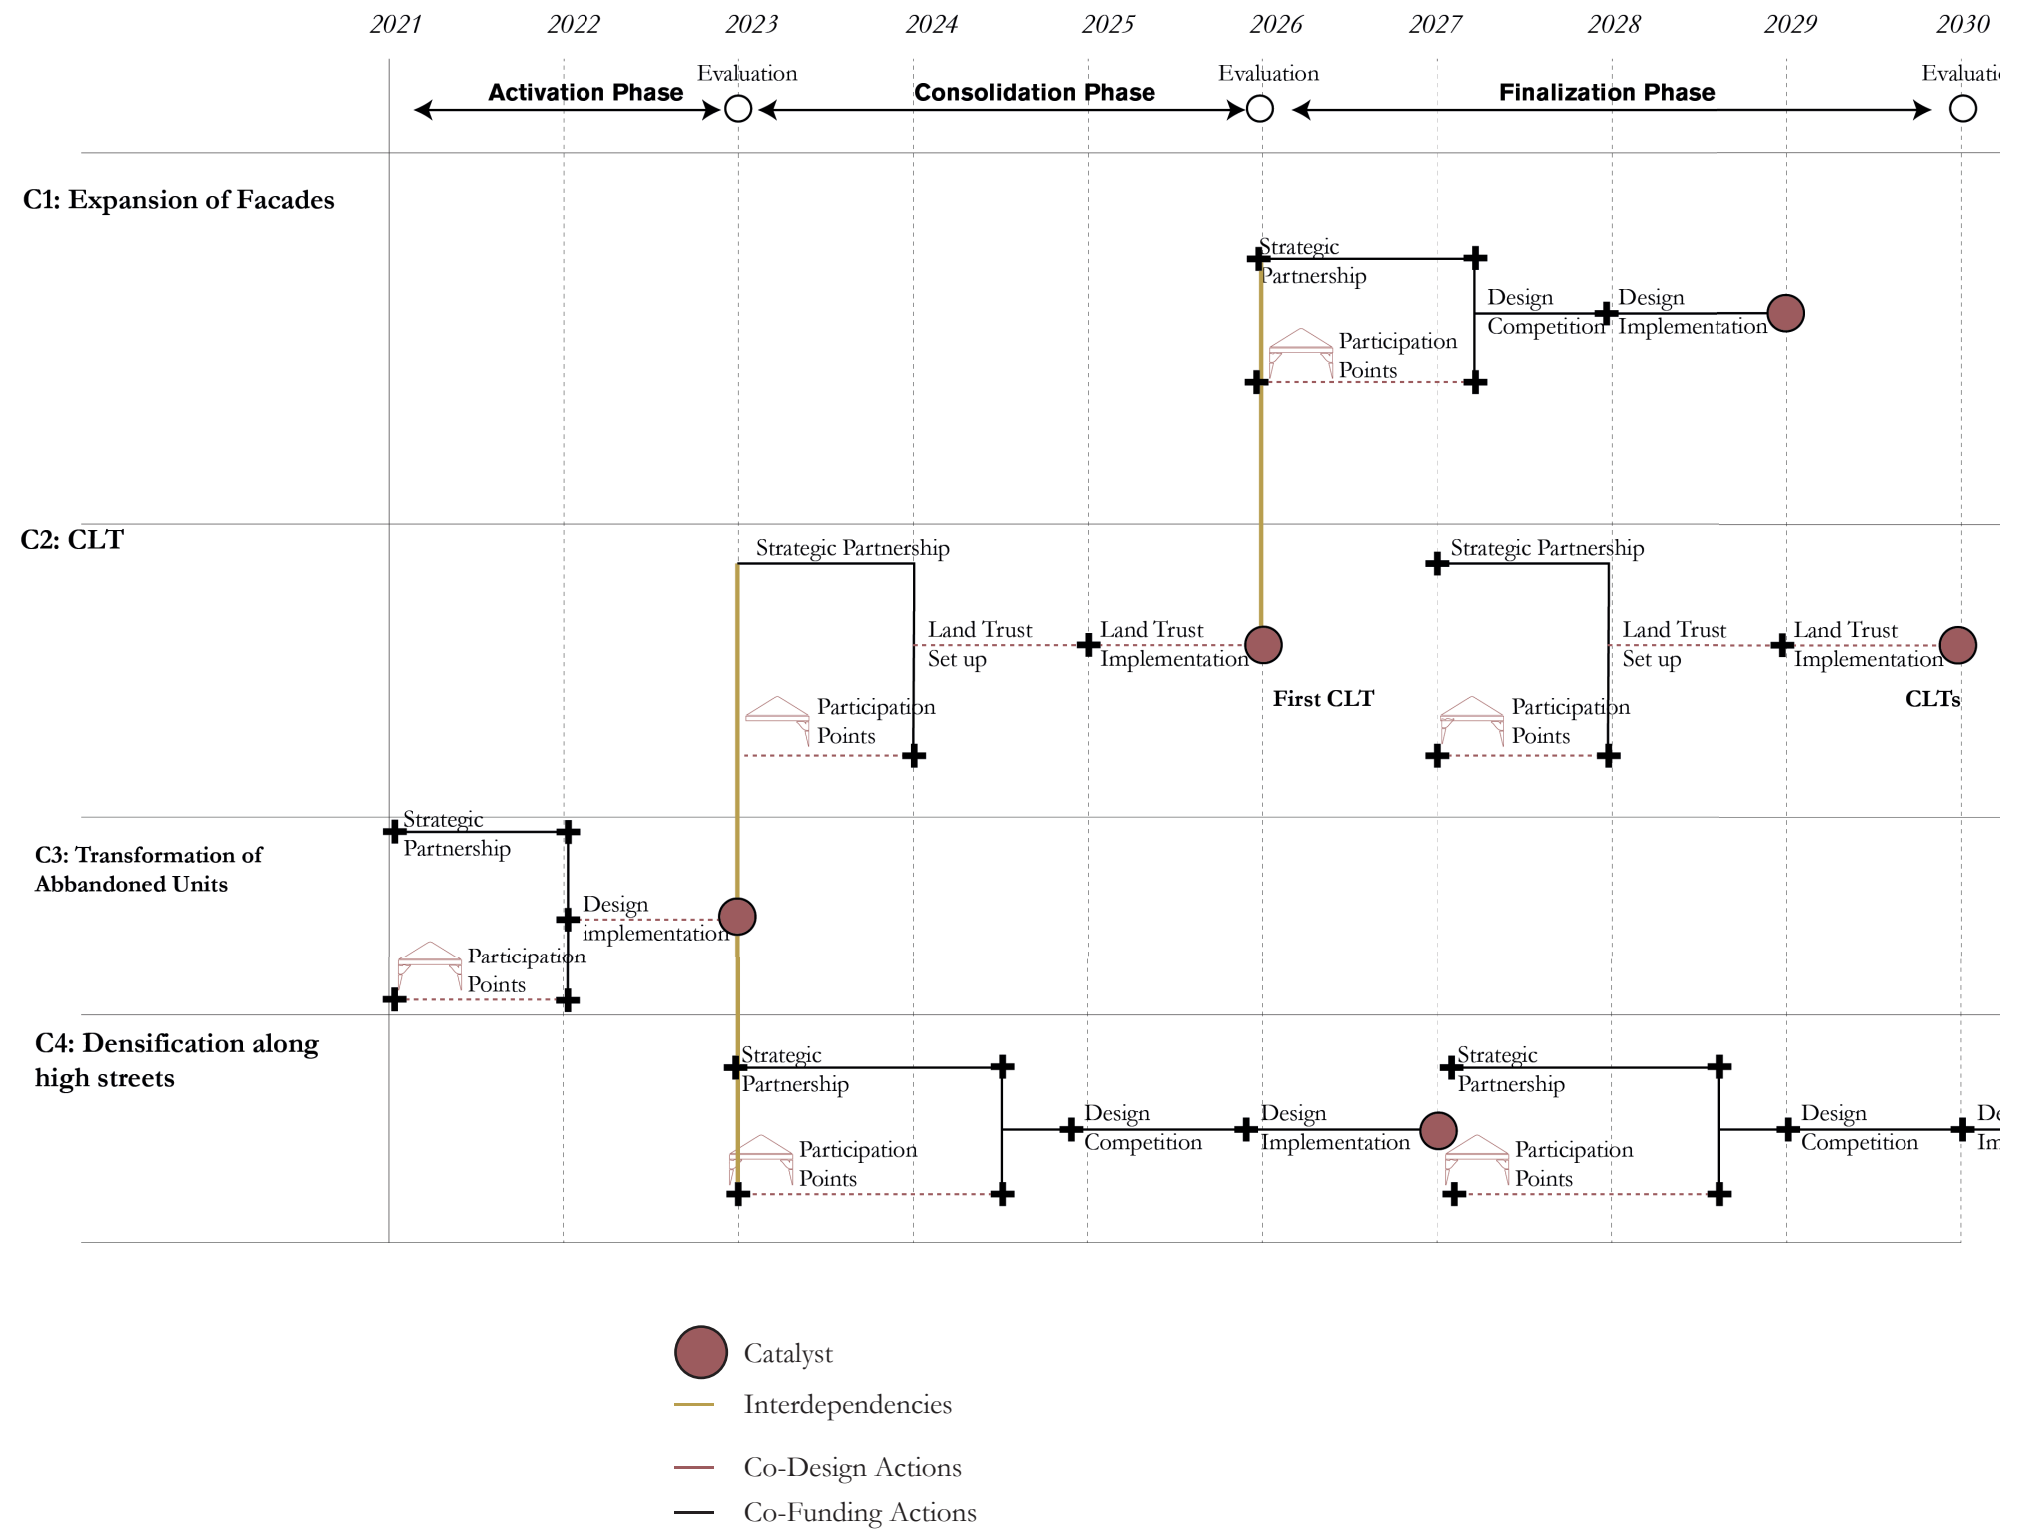 2021 2022 2023 2024 2025 2026 2027 2028 2029 2030
Evaluation Evaluation Evaluati
Activation Phase Consolidation Phase Finalization Phase
C1: Expansion of Facades
Strategic
Partnership
Design
Competition
Design
Implementation
Participation
Points
C2: CLT
Strategic Partnership
Land Trust
Set up
Land Trust
Implementation
First CLT
Participation
Points
Strategic Partnership
Land Trust
Set up
Land Trust
Implementation
CLTs
Participation
Points
C3: Transformation of
Abbandoned Units
Strategic
Partnership
Design
implementation
Participation
Points
C4: Densification along
high streets
Strategic
Partnership
Design
Competition
Design
Implementation
Participation
Points
Strategic
Partnership
Design
Competition
De
Im
Participation
Points
Catalyst
Interdependencies
Co-Design Actions
Co-Funding Actions